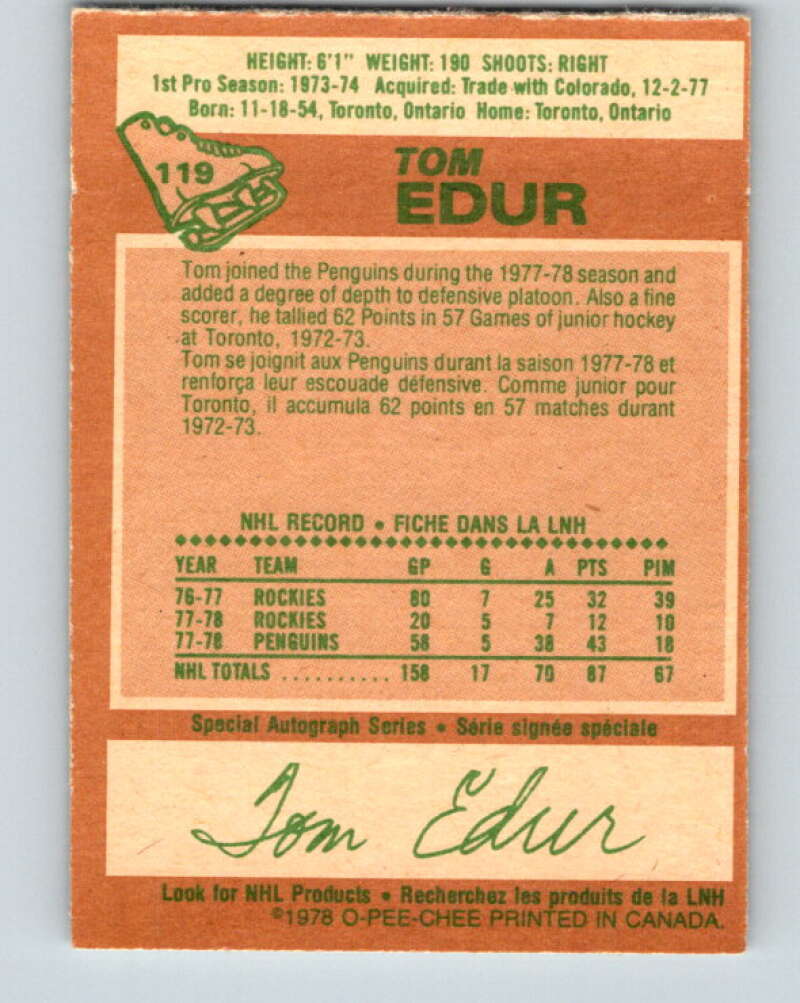 HEIGHT: 6'1" WEIGHT: 190 SHOOTS: RIGHT
1st Pro Season: 1973-74 Acquired: Trade with Colorado, 12-2-77
Born: 11-18-54, Toronto, Ontario Home: Toronto, Ontario
119
TOM
EDUR
Tom joined the Penguins during the 1977-78 season and
added a degree of depth to defensive platoon. Also a fine
scorer, he tallied 62 Points in 57 Games of junior hockey
at Toronto, 1972-73.
Tom se joignit aux Penguins durant la saison 1977-78 et
renforça leur escouade défensive. Comme junior pour
Toronto, il accumula 62 points en 57 matches durant
1972-73.
NHL RECORD • FICHE DANS LA LNH
YEAR TEAM GP G A PTS PIM
76-77 ROCKIES 80 7 25 32 39
77-78 ROCKIES 20 5 7 12 10
77-78 PENGUINS 58 5 38 43 18
NHL TOTALS .......... 158 17 70 87 67
Special Autograph Series • Série signée spéciale
Tom Edur
Look for NHL Products • Recherchez les produits de la LNH
©1978 O-PEE-CHEE PRINTED IN CANADA.